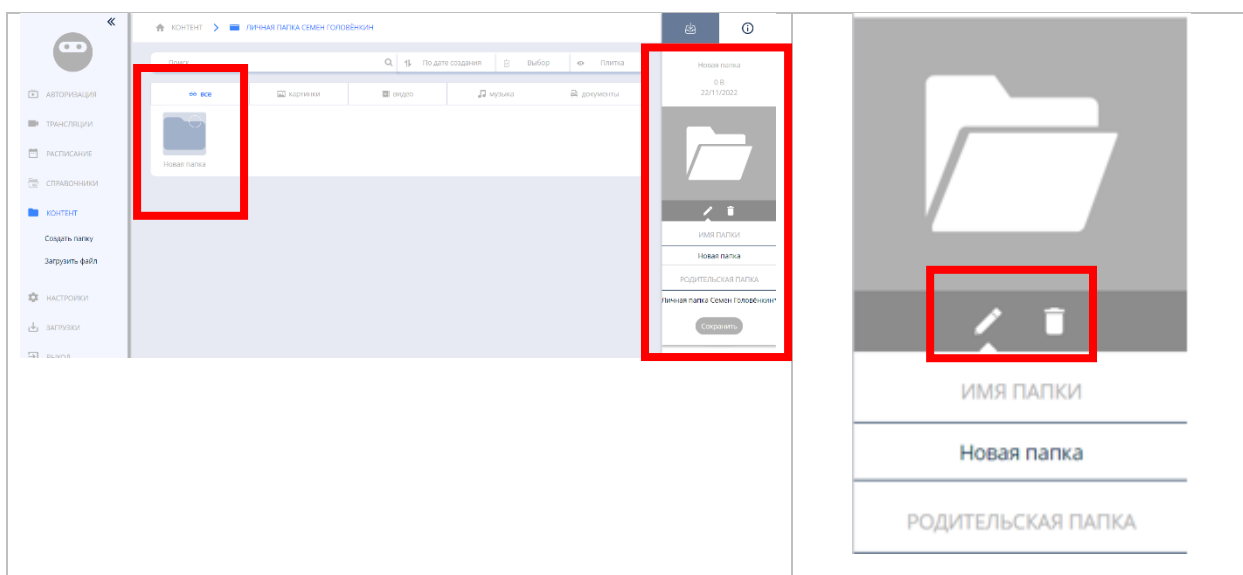 КОНТЕНТ
ЛИЧНАЯ ПАПКА СЕМЕН ГОЛОВЁНКИН
Поиск
По дате создания
Выбор
Плитка
все
картинки
видео
музыка
документы
Новая папка
АВТОРИЗАЦИЯ
ТРАНСЛЯЦИИ
РАСПИСАНИЕ
СПРАВОЧНИКИ
КОНТЕНТ
Создать папку
Загрузить файл
НАСТРОЙКИ
ЗАГРУЗКИ
ВЫХОД
Новая папка
0 B
22/11/2022
ИМЯ ПАПКИ
Новая папка
РОДИТЕЛЬСКАЯ ПАПКА
Личная папка Семен Головёнкин
Сохранить
ИМЯ ПАПКИ
Новая папка
РОДИТЕЛЬСКАЯ ПАПКА